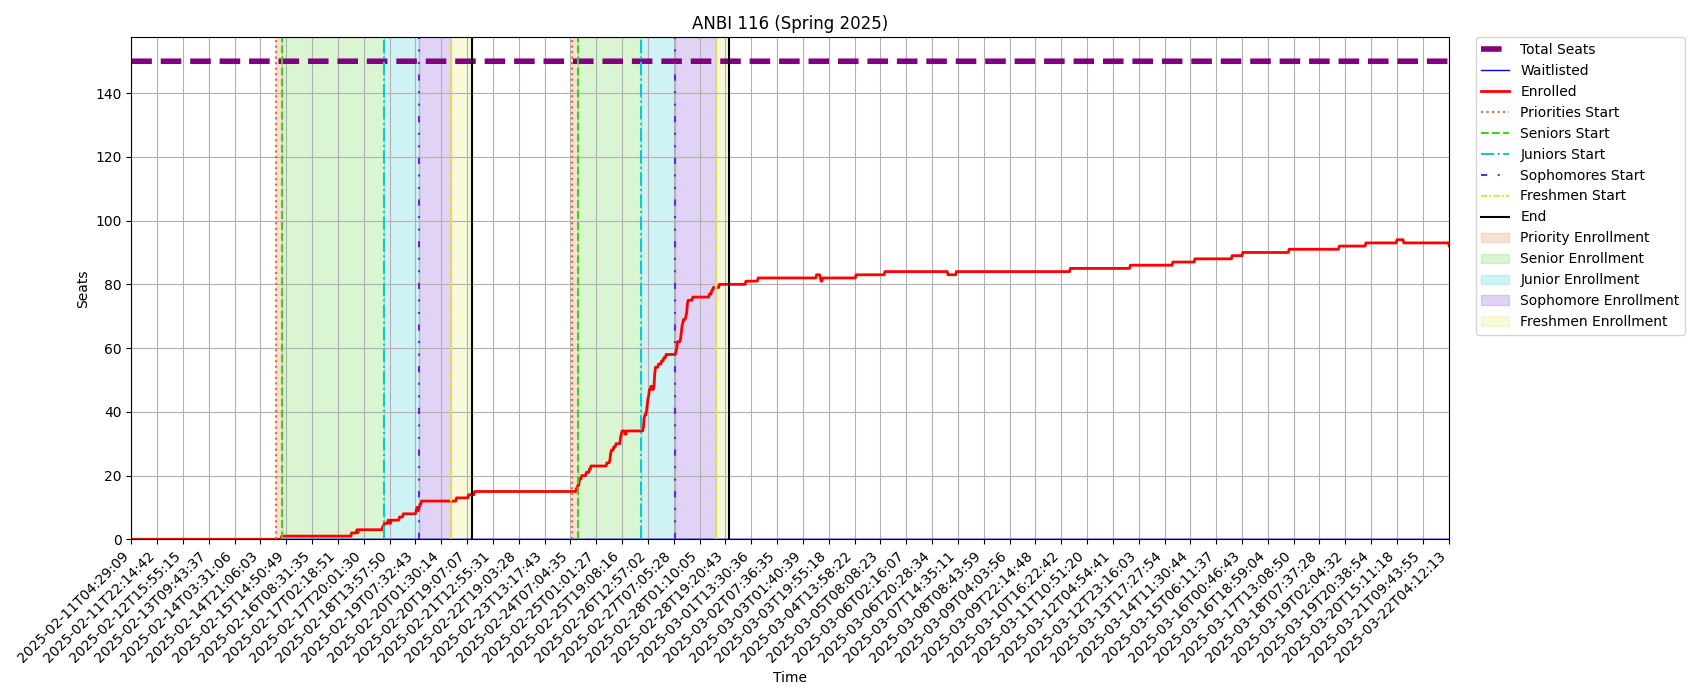 ANBI 116 (Spring 2025)
Total Seats
Waitlisted
Enrolled
Priorities Start
Seniors Start
Juniors Start
Sophomores Start
Freshmen Start
End
Priority Enrollment
Senior Enrollment
Junior Enrollment
Sophomore Enrollment
Freshmen Enrollment
Seats
140
120
100
80
60
40
20
0
2025-02-11T04:29:09
2025-02-11T22:14:42
2025-02-12T15:55:15
2025-02-13T09:43:37
2025-02-14T03:31:06
2025-02-14T21:06:03
2025-02-15T14:50:49
2025-02-16T08:31:35
2025-02-17T02:18:51
2025-02-17T20:01:30
2025-02-18T13:57:50
2025-02-19T07:32:43
2025-02-20T01:30:14
2025-02-20T19:07:07
2025-02-21T12:55:31
2025-02-22T19:03:28
2025-02-23T13:17:43
2025-02-24T07:04:35
2025-02-25T01:01:27
2025-02-25T19:08:16
2025-02-26T12:57:02
2025-02-27T07:05:28
2025-02-28T01:10:05
2025-02-28T19:20:43
2025-03-01T13:30:36
2025-03-02T07:36:35
2025-03-03T01:40:39
2025-03-03T19:55:18
2025-03-04T13:58:22
2025-03-05T08:08:23
2025-03-06T02:16:07
2025-03-06T20:28:34
2025-03-07T14:35:11
2025-03-08T08:43:59
2025-03-09T04:03:56
2025-03-09T22:14:48
2025-03-10T16:22:42
2025-03-11T10:51:20
2025-03-12T04:54:41
2025-03-12T23:16:03
2025-03-13T17:27:54
2025-03-14T11:30:44
2025-03-15T06:11:37
2025-03-16T00:46:43
2025-03-16T18:59:04
2025-03-17T13:08:50
2025-03-18T07:37:28
2025-03-19T02:04:32
2025-03-19T20:38:54
2025-03-20T15:11:18
2025-03-21T09:43:55
2025-03-22T04:12:13
Time